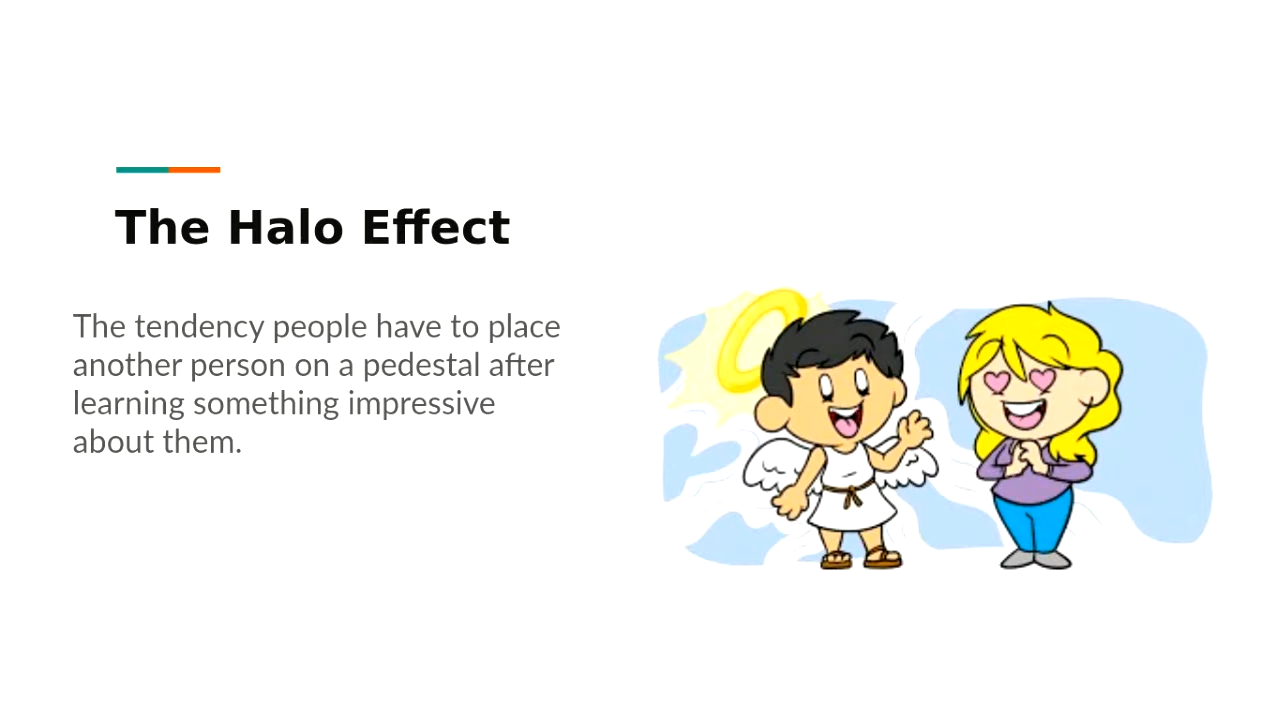 The Halo Effect
The tendency people have to place
another person on a pedestal after
learning something impressive
about them.